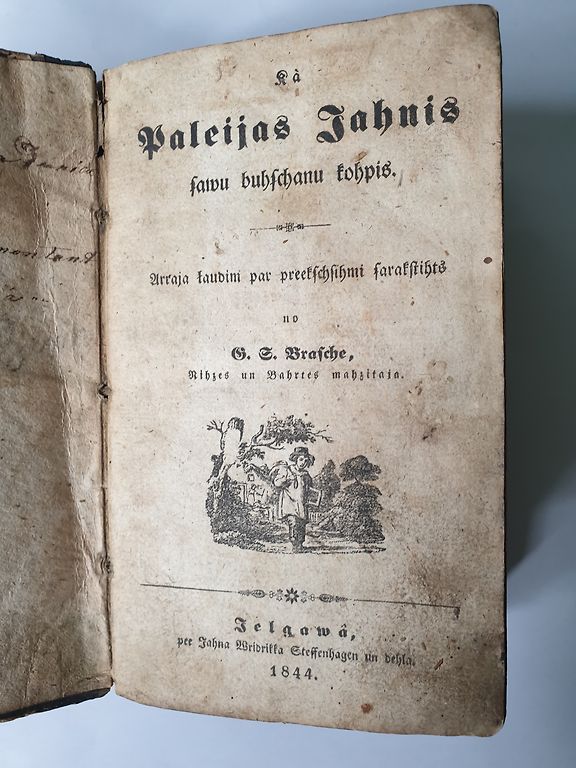 Kà
Paleijas Jahnis
sawu buhschanu kohpis.
Arraja łaudim par preekschsihmi sarakstihts
no
G. S. Brasche,
Nihzes un Bahrtes mahzitaja.
Jelgawâ,
pee Jahna Wridrikka Steffenhagen un dehla.
1844.